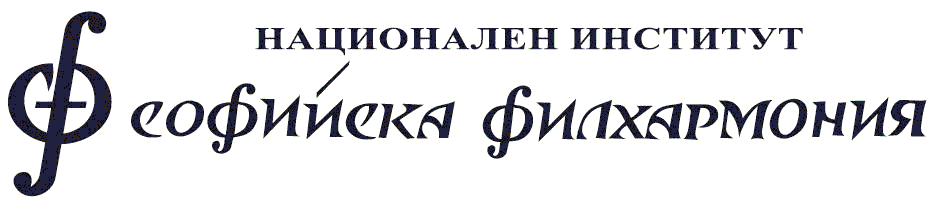 НАЦИОНАЛЕН ИНСТИТУТ
СОФИЙСКА ФИЛХАРМОНИЯ